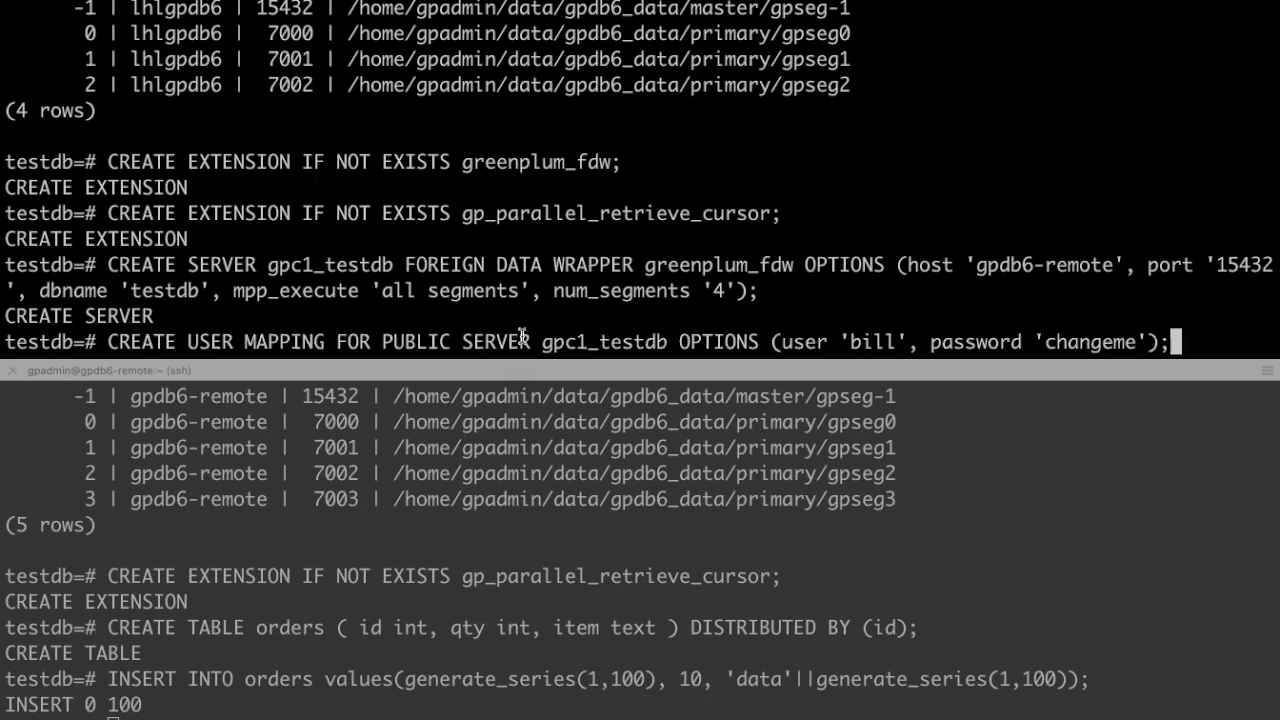 -1 | lhlgpdb6 | 15432 | /home/gpadmin/data/gpdb6_data/master/gpseg-1
0 | lhlgpdb6 | 7000 | /home/gpadmin/data/gpdb6_data/primary/gpseg0
1 | lhlgpdb6 | 7001 | /home/gpadmin/data/gpdb6_data/primary/gpseg1
2 | lhlgpdb6 | 7002 | /home/gpadmin/data/gpdb6_data/primary/gpseg2
(4 rows)
testdb=# CREATE EXTENSION IF NOT EXISTS greenplum_fdw;
CREATE EXTENSION
testdb=# CREATE EXTENSION IF NOT EXISTS gp_parallel_retrieve_cursor;
CREATE EXTENSION
testdb=# CREATE SERVER gpc1_testdb FOREIGN DATA WRAPPER greenplum_fdw OPTIONS (host 'gpdb6-remote', port '15432
', dbname 'testdb', mpp_execute 'all segments', num_segments '4');
CREATE SERVER
testdb=# CREATE USER MAPPING FOR PUBLIC SERVER gpc1_testdb OPTIONS (user 'bill', password 'changeme');
gpadmin@gpdb6-remote:~ (ssh)
-1 | gpdb6-remote | 15432 | /home/gpadmin/data/gpdb6_data/master/gpseg-1
0 | gpdb6-remote | 7000 | /home/gpadmin/data/gpdb6_data/primary/gpseg0
1 | gpdb6-remote | 7001 | /home/gpadmin/data/gpdb6_data/primary/gpseg1
2 | gpdb6-remote | 7002 | /home/gpadmin/data/gpdb6_data/primary/gpseg2
3 | gpdb6-remote | 7003 | /home/gpadmin/data/gpdb6_data/primary/gpseg3
(5 rows)
testdb=# CREATE EXTENSION IF NOT EXISTS gp_parallel_retrieve_cursor;
CREATE EXTENSION
testdb=# CREATE TABLE orders ( id int, qty int, item text ) DISTRIBUTED BY (id);
CREATE TABLE
testdb=# INSERT INTO orders values(generate_series(1,100), 10, 'data'||generate_series(1,100));
INSERT 0 100